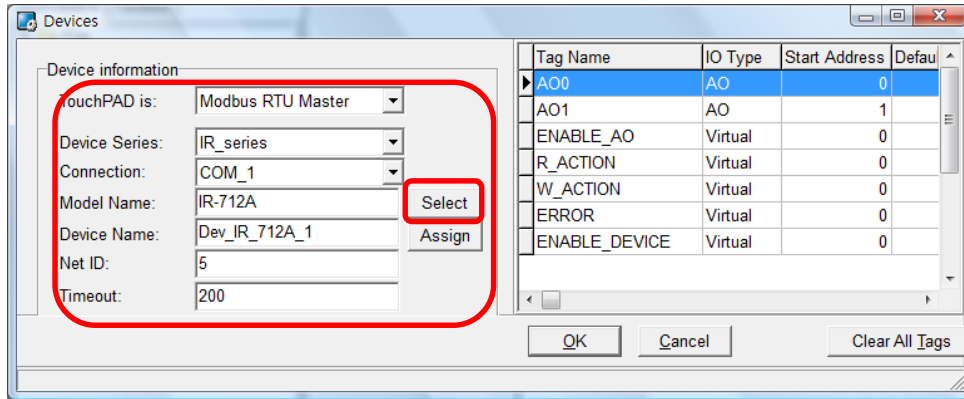 Devices
Device information
TouchPAD is: Modbus RTU Master
Device Series: IR_series
Connection: COM_1
Model Name: IR-712A Select
Device Name: Dev_IR_712A_1 Assign
Net ID: 5
Timeout: 200
Tag Name IO Type Start Address Defaul
AO0 AO 0
AO1 AO 1
ENABLE_AO Virtual 0
R_ACTION Virtual 0
W_ACTION Virtual 0
ERROR Virtual 0
ENABLE_DEVICE Virtual 0
OK Cancel Clear All Tags